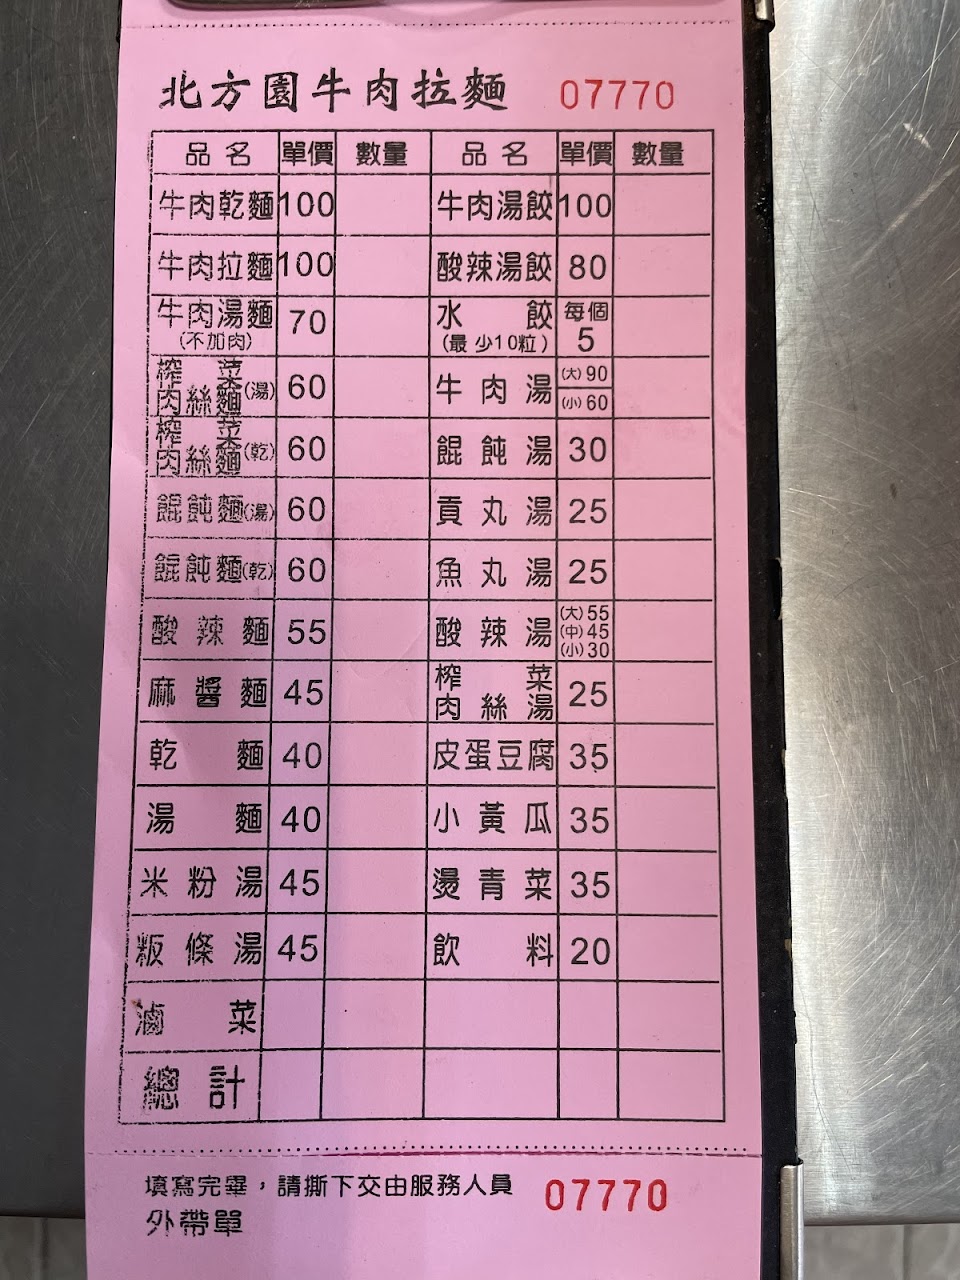 北方園牛肉拉麵 07770
品名 單價 數量 品名 單價 數量
牛肉乾麵 100 牛肉湯餃 100
牛肉拉麵 100 酸辣湯餃 80
牛肉湯麵 (不加肉) 70 水餃 (最少10粒) 每個 5
榨菜肉絲麵(湯) 60 牛肉湯 (大)90 (小)60
榨菜肉絲麵(乾) 60 餛飩湯 30
餛飩麵(湯) 60 貢丸湯 25
餛飩麵(乾) 60 魚丸湯 25
酸辣麵 55 酸辣湯 (大)55 (中)45 (小)30
麻醬麵 45 榨菜肉絲湯 25
乾麵 40 皮蛋豆腐 35
湯麵 40 小黃瓜 35
米粉湯 45 燙青菜 35
粄條湯 45 飲料 20
滷菜
總計
填寫完畢，請撕下交由服務人員 07770
外帶單